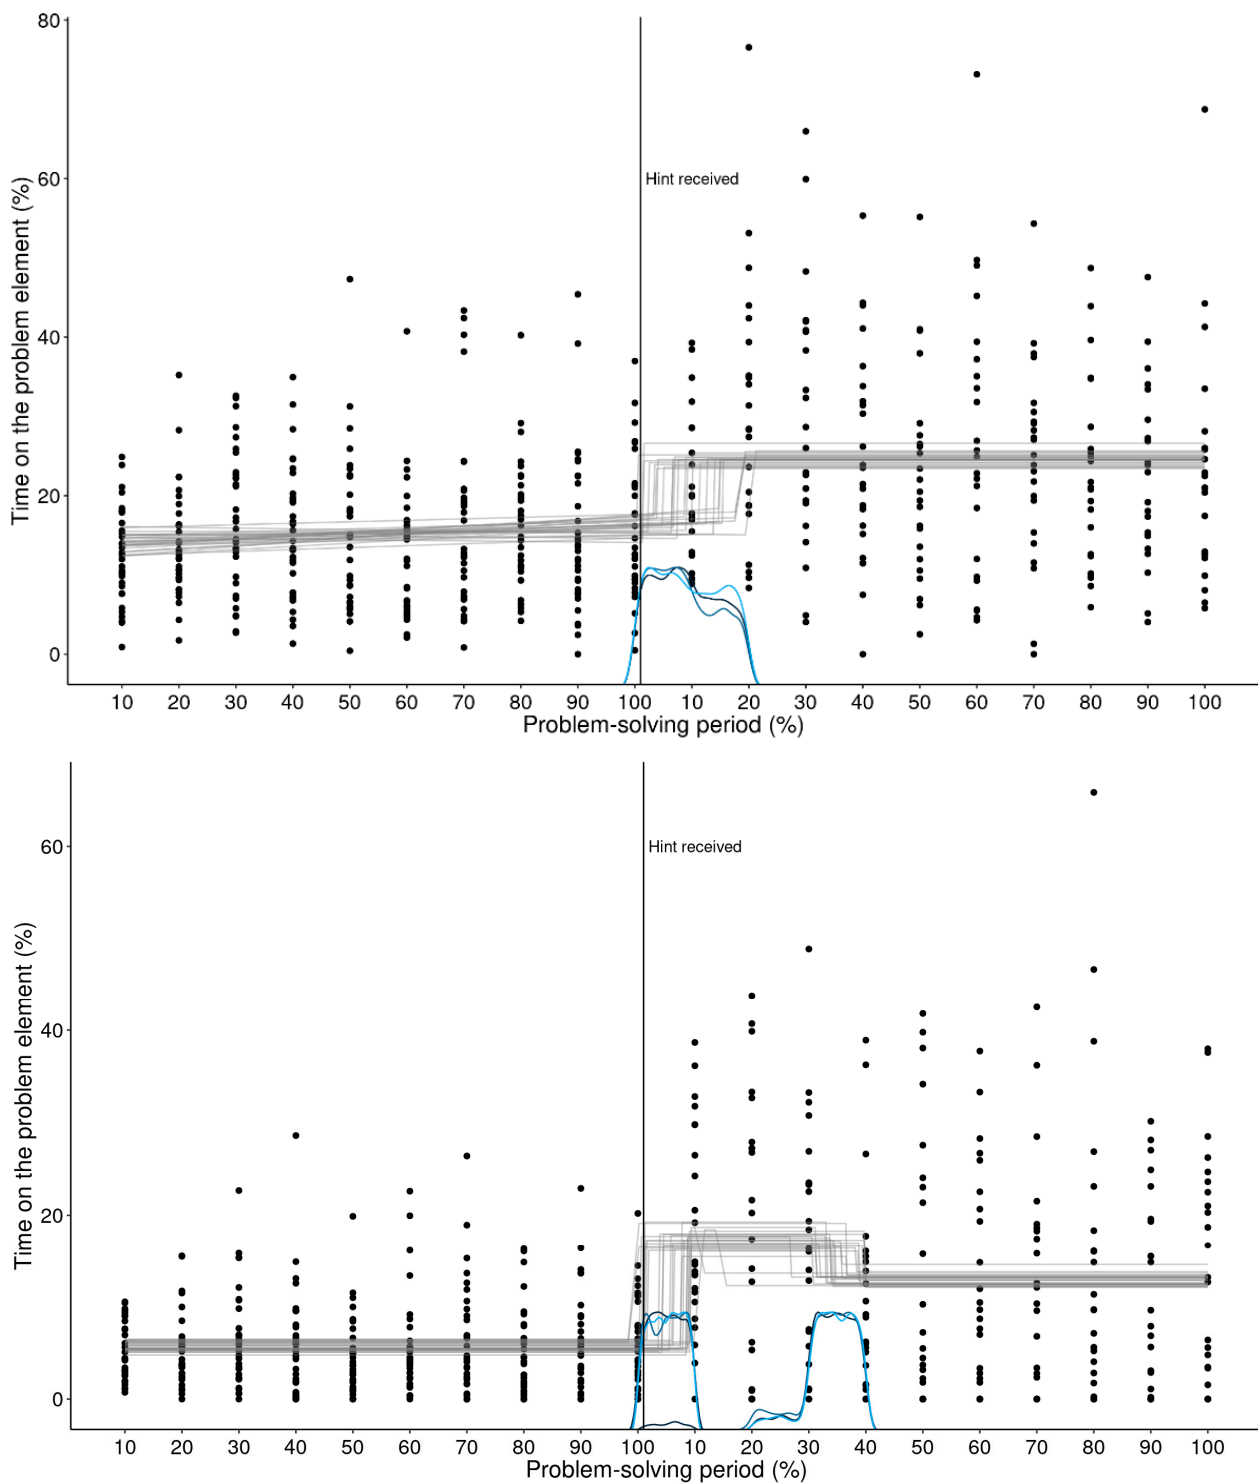 80
60
40
20
0
Time on the problem element (%)
Hint received
10 20 30 40 50 60 70 80 90 100 10 20 30 40 50 60 70 80 90 100
Problem-solving period (%)
60
40
20
0
Time on the problem element (%)
Hint received
10 20 30 40 50 60 70 80 90 100 10 20 30 40 50 60 70 80 90 100
Problem-solving period (%)